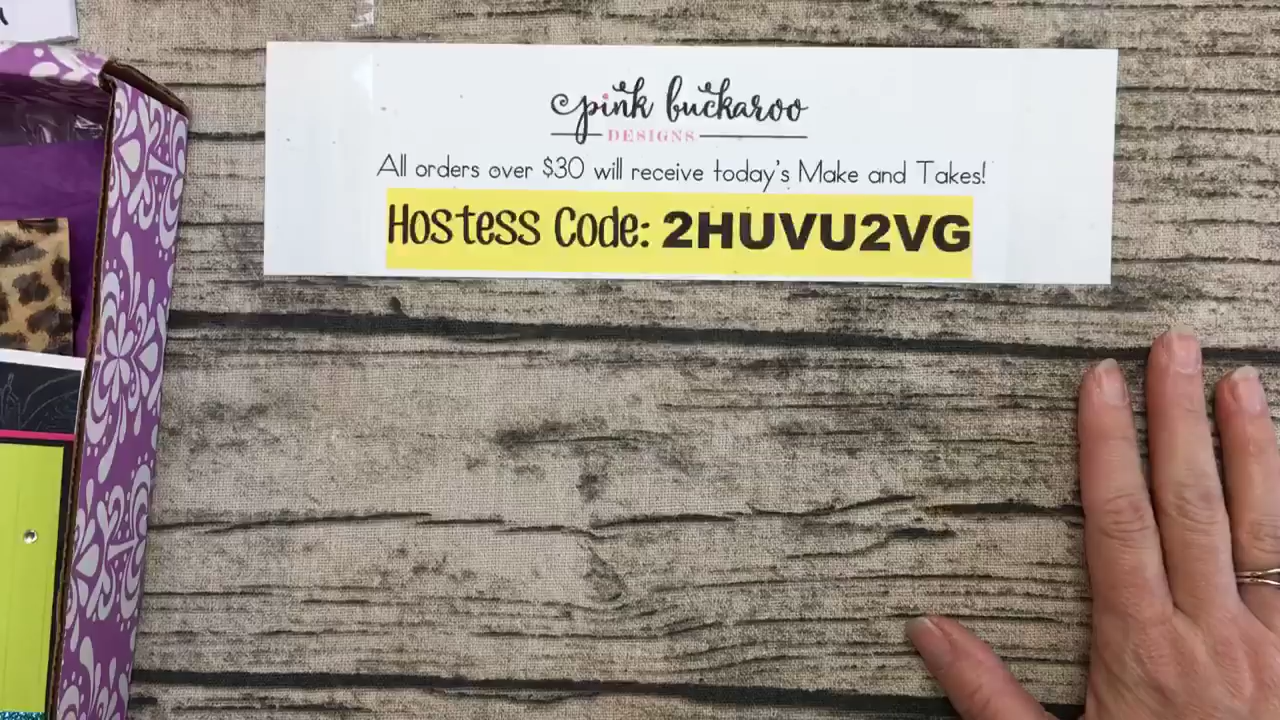 pink buckaroo
DESIGNS
All orders over $30 will receive today's Make and Takes!
Hostess Code: 2HUVU2VG